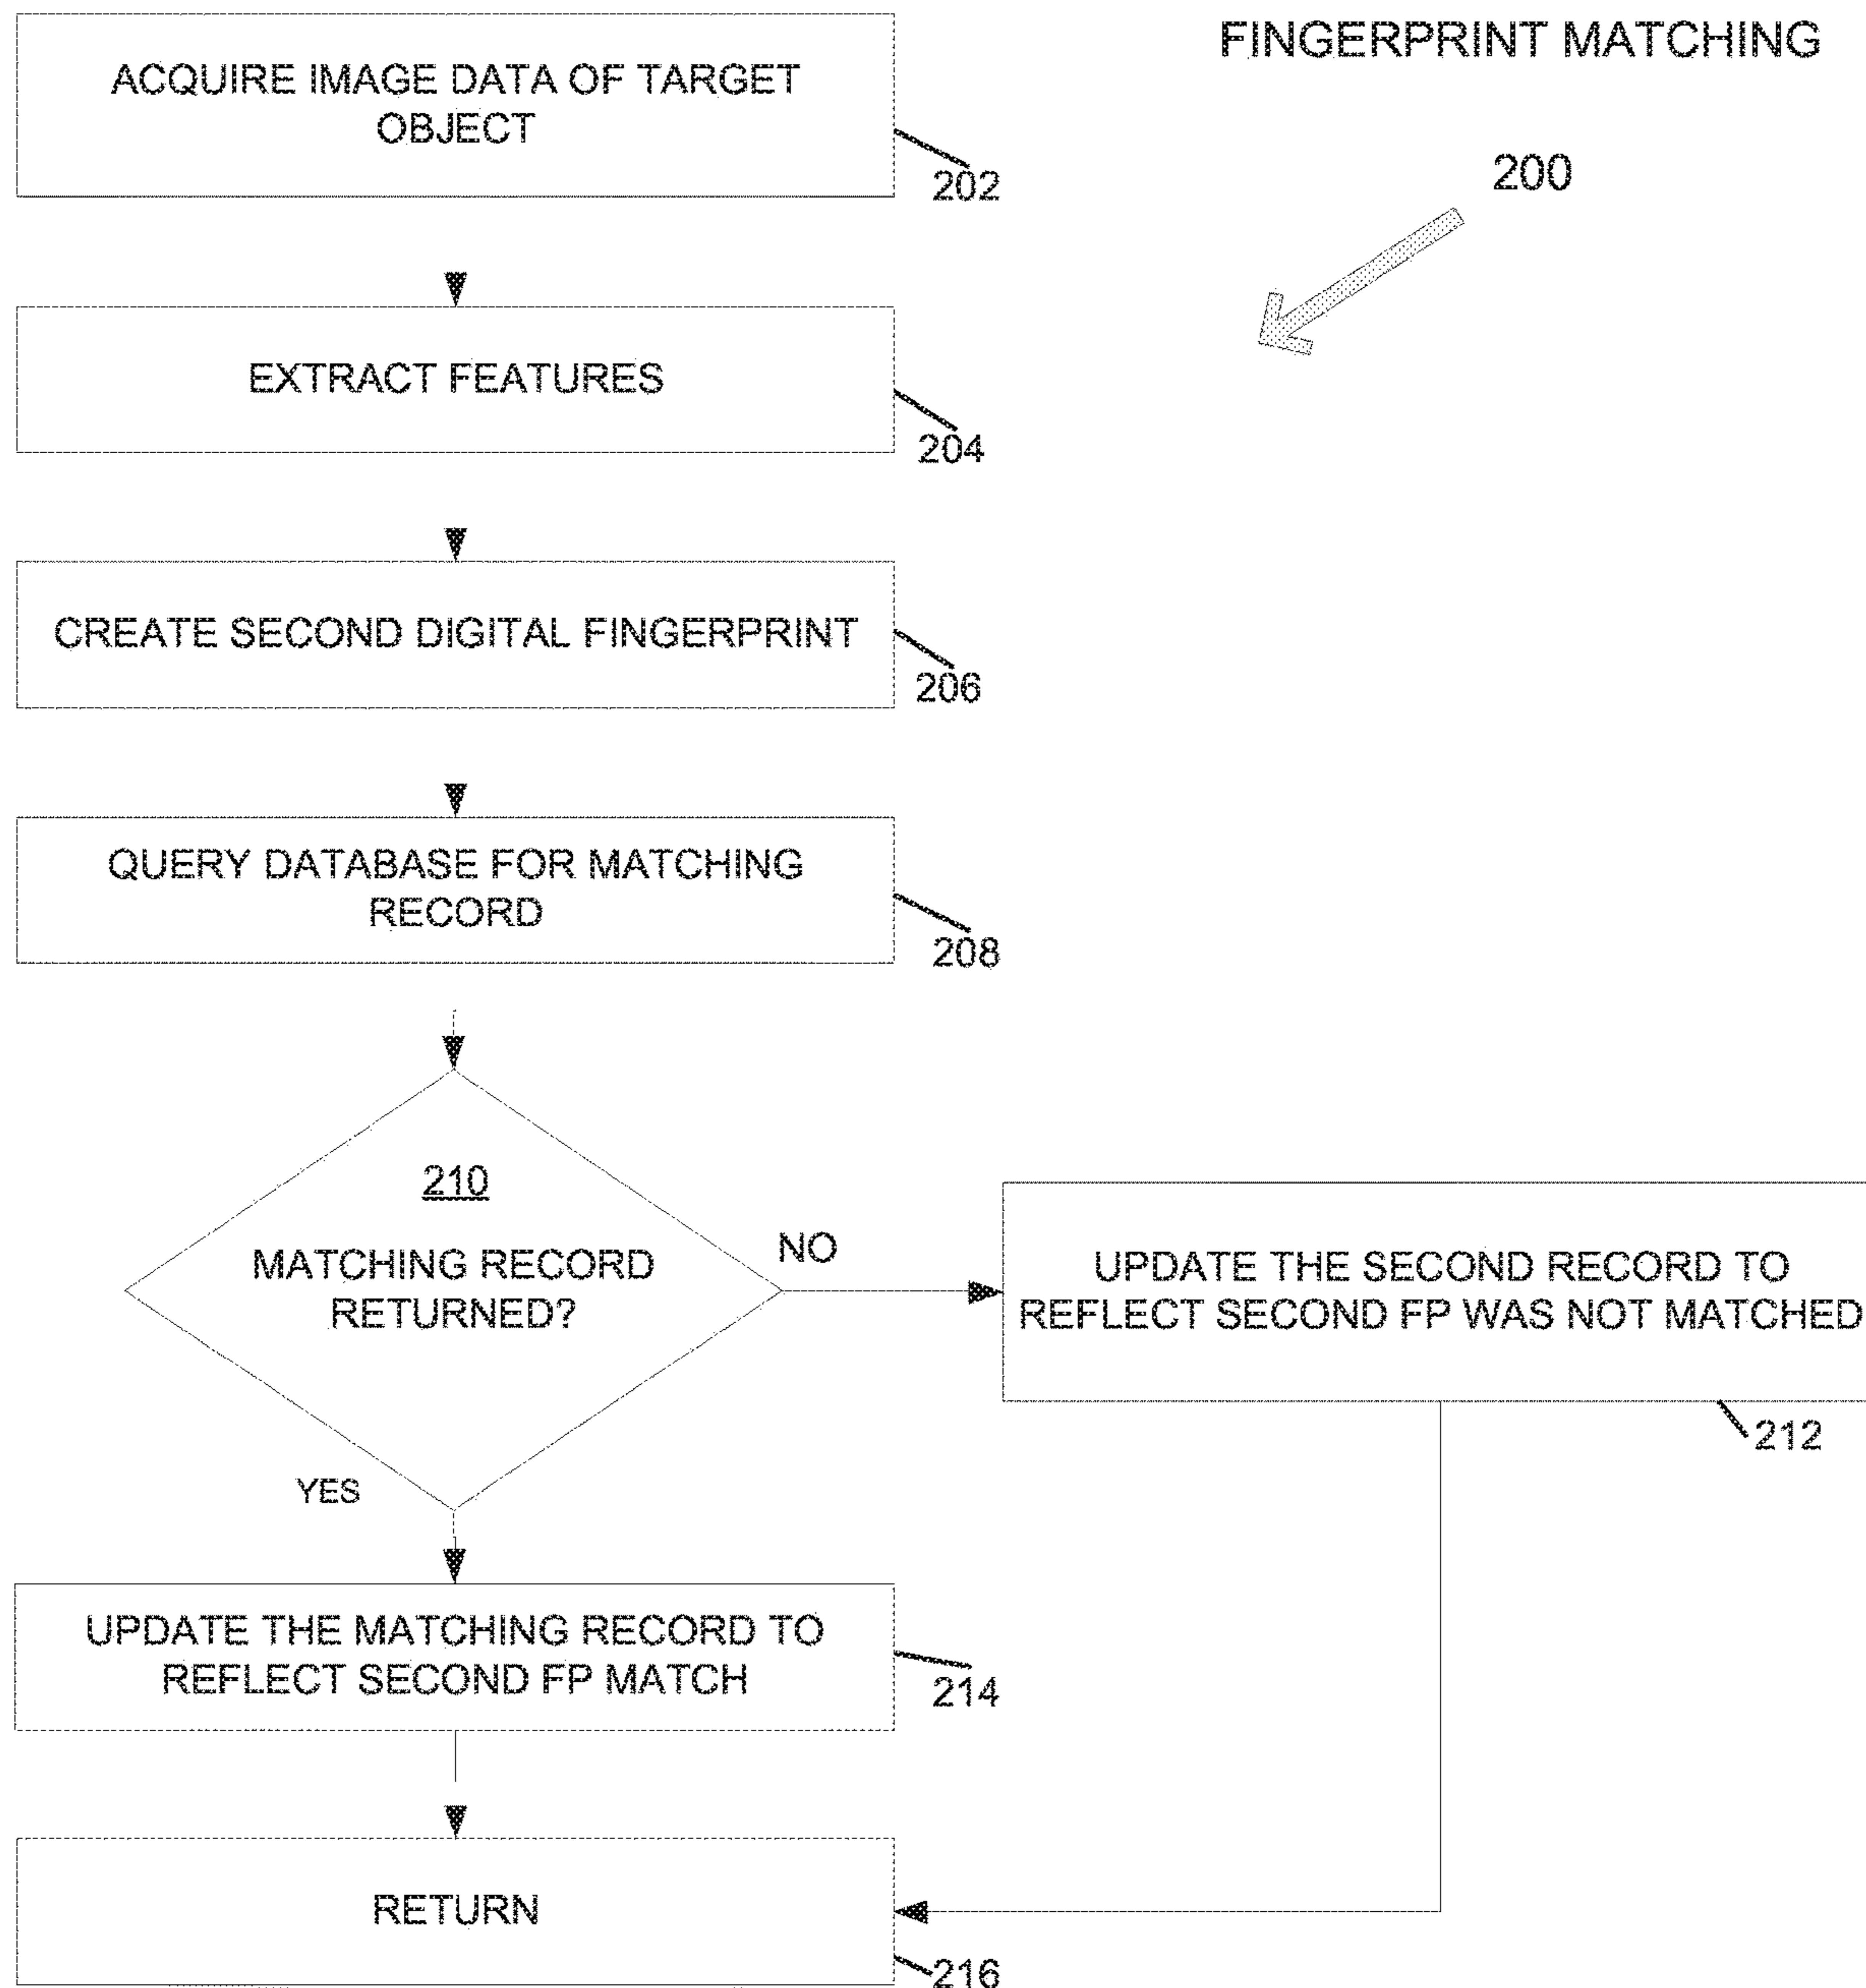 FINGERPRINT MATCHING
200
ACQUIRE IMAGE DATA OF TARGET
OBJECT
202
EXTRACT FEATURES
204
CREATE SECOND DIGITAL FINGERPRINT
206
QUERY DATABASE FOR MATCHING
RECORD
208
210
MATCHING RECORD
RETURNED?
NO
UPDATE THE SECOND RECORD TO
REFLECT SECOND FP WAS NOT MATCHED
212
YES
UPDATE THE MATCHING RECORD TO
REFLECT SECOND FP MATCH
214
RETURN
216